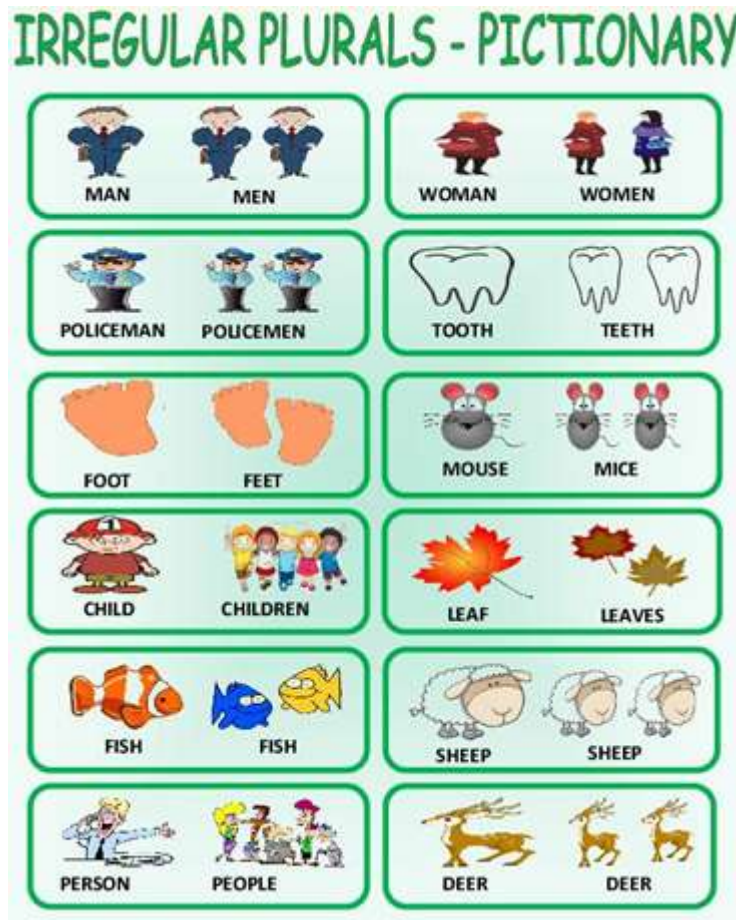 IRREGULAR PLURALS - PICTIONARY
MAN MEN
WOMAN WOMEN
POLICEMAN POLICEMEN
TOOTH TEETH
FOOT FEET
MOUSE MICE
1
CHILD CHILDREN
LEAF LEAVES
FISH FISH
SHEEP SHEEP
PERSON PEOPLE
DEER DEER